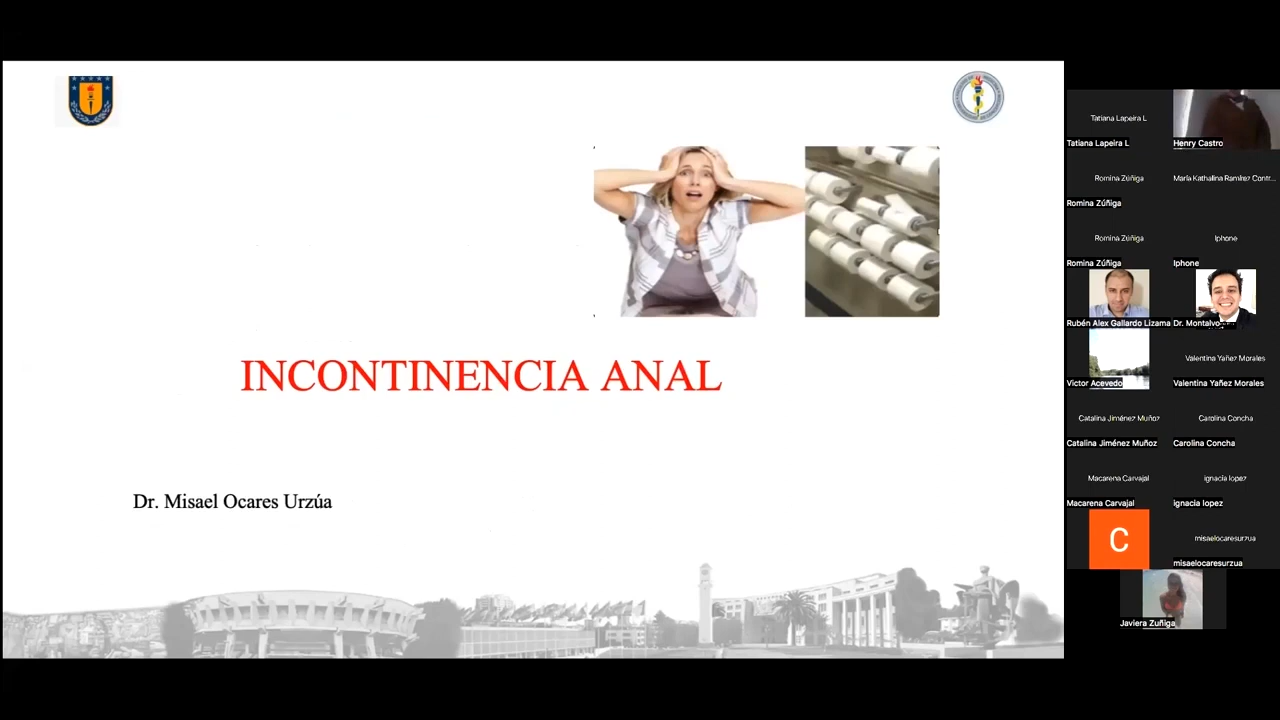 INCONTINENCIA ANAL
Dr. Misael Ocares Urzúa
Tatiana Lapeira L
Tatiana Lapeira L
Henry Castro
Romina Zúñiga
María Kathalina Ramírez Contr...
Romina Zúñiga
Romina Zúñiga
Iphone
Romina Zúñiga
Iphone
Rubén Alex Gallardo Lizama
Dr. Montalvo
Victor Acevedo
Valentina Yañez Morales
Valentina Yañez Morales
Catalina Jiménez Muñoz
Carolina Concha
Catalina Jiménez Muñoz
Carolina Concha
Macarena Carvajal
ignacia lopez
Macarena Carvajal
ignacia lopez
C
misaelocaresurzua
misaelocaresurzua
Javiera Zuñiga